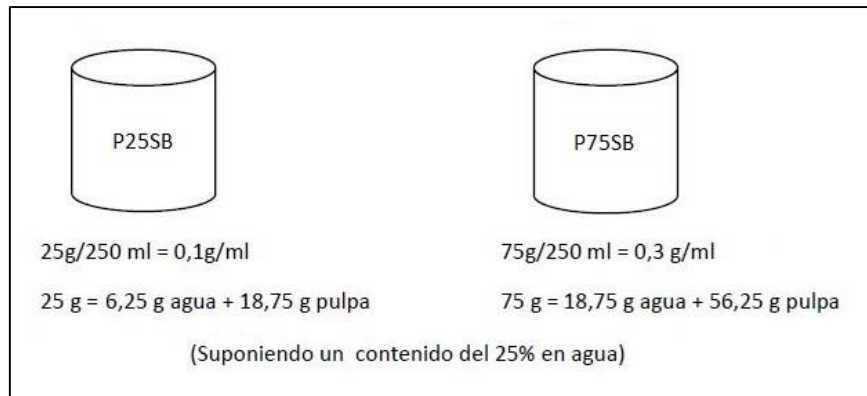 P25SB
P75SB
25g/250 ml = 0,1g/ml
75g/250 ml = 0,3 g/ml
25 g = 6,25 g agua + 18,75 g pulpa
75 g = 18,75 g agua + 56,25 g pulpa
(Suponiendo un contenido del 25% en agua)